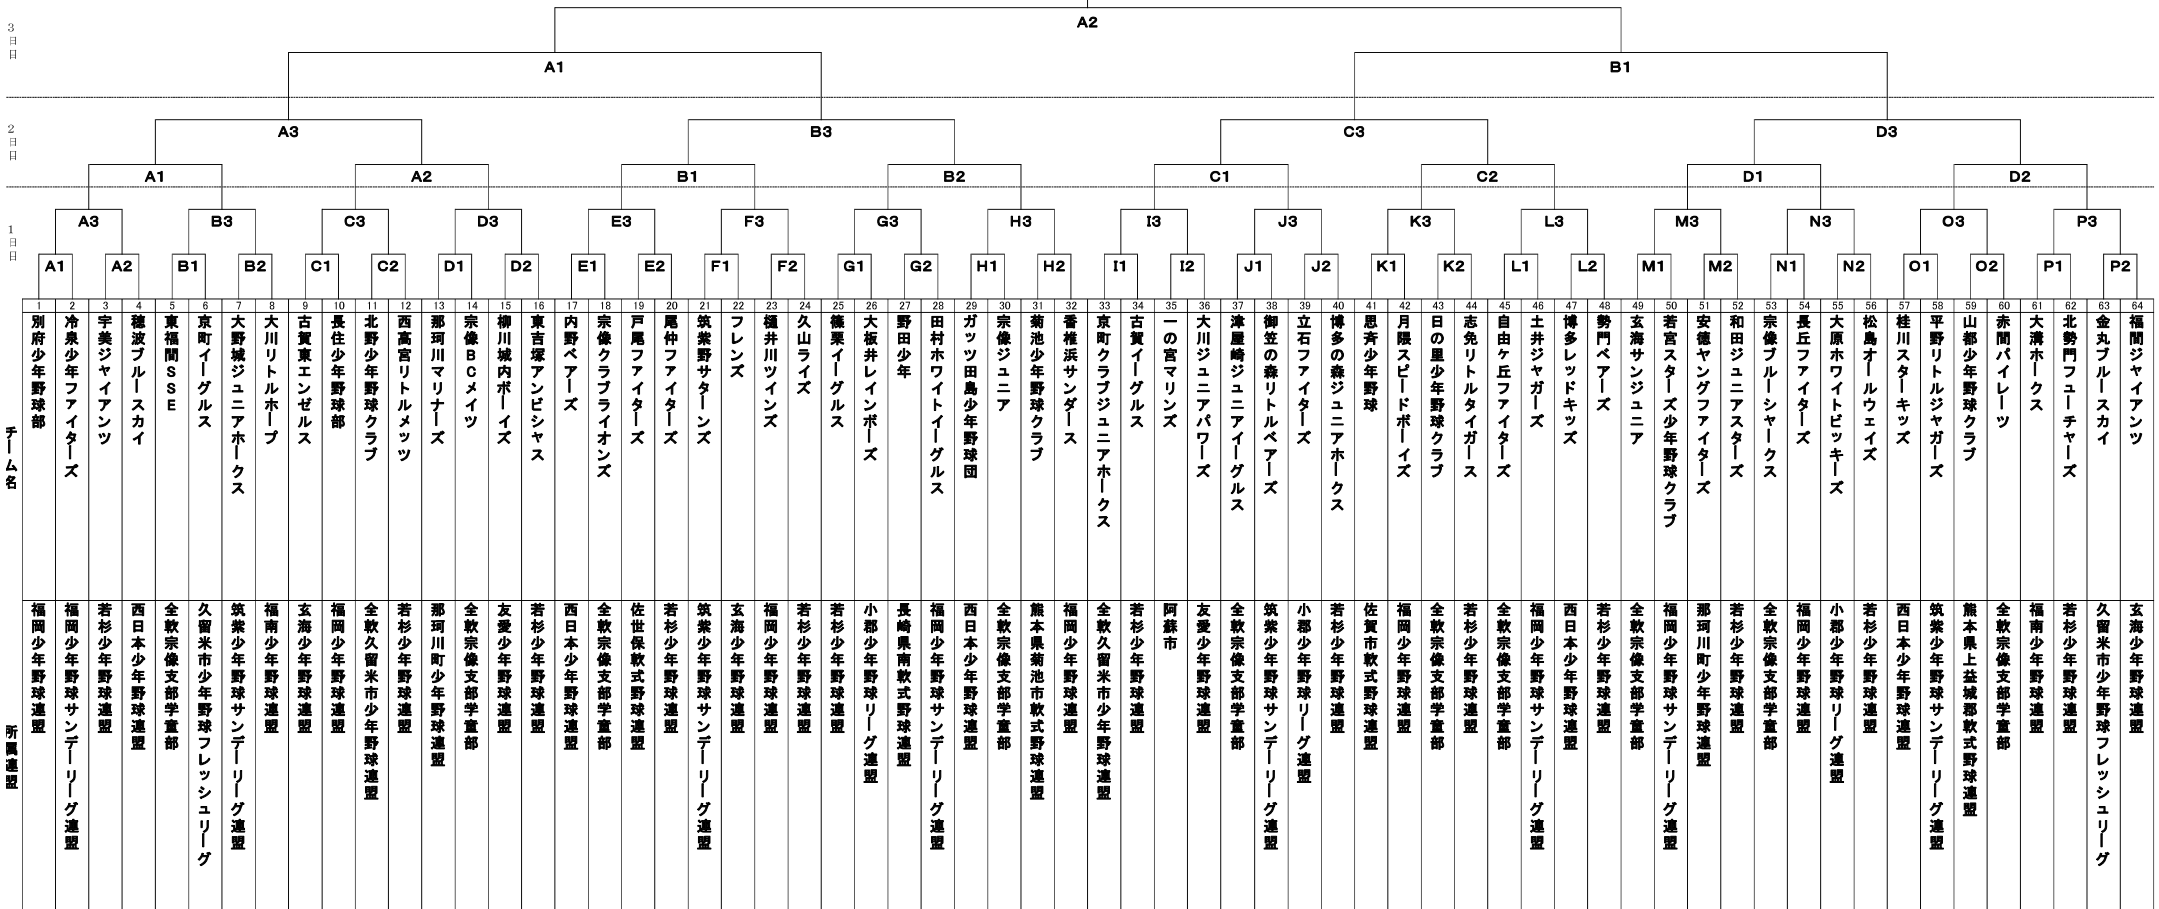 A2
3日目
A1 B1
A3 B3 C3 D3
2日目
A1 A2 B1 B2 C1 C2 D1 D2
A3 B3 C3 D3 E3 F3 G3 H3 I3 J3 K3 L3 M3 N3 O3 P3
1日目
A1 A2 B1 B2 C1 C2 D1 D2 E1 E2 F1 F2 G1 G2 H1 H2 I1 I2 J1 J2 K1 K2 L1 L2 M1 M2 N1 N2 O1 O2 P1 P2
チーム名 所属連盟
1 別府少年野球部 福岡少年野球連盟
2 冷泉少年ファイターズ 福岡少年野球サンデーリーグ連盟
3 宇美ジャイアンツ 若杉少年野球連盟
4 穂波ブルースカイ 西日本少年野球連盟
5 東福間SSE 全軟宗像支部学童部
6 京町イーグルス 久留米市少年野球フレッシュリーグ
7 大野城ジュニアホークス 筑紫少年野球サンデーリーグ連盟
8 大川リトルホープ 福南少年野球連盟
9 古賀東エンゼルス 玄海少年野球連盟
10 長住少年野球部 福岡少年野球連盟
11 北野少年野球クラブ 全軟久留米市少年野球連盟
12 西高宮リトルメッツ 若杉少年野球連盟
13 那珂川マリナーズ 那珂川町少年野球連盟
14 宗像BCメイツ 全軟宗像支部学童部
15 柳川城内ボーイズ 友愛少年野球連盟
16 東吉塚アンビシャス 若杉少年野球連盟
17 内野ベアーズ 西日本少年野球連盟
18 宗像クラブライオンズ 全軟宗像支部学童部
19 戸尾ファイターズ 佐世保軟式野球連盟
20 尾仲ファイターズ 若杉少年野球連盟
21 筑紫野サターンズ 筑紫少年野球サンデーリーグ連盟
22 フレンズ 玄海少年野球連盟
23 樋井川ツインズ 福岡少年野球連盟
24 久山ライズ 若杉少年野球連盟
25 篠栗イーグルス 若杉少年野球連盟
26 大板井レインボーズ 小郡少年野球リーグ連盟
27 野田少年 長崎県南軟式野球連盟
28 田村ホワイトイーグルス 福岡少年野球サンデーリーグ連盟
29 ガッツ田島少年野球団 西日本少年野球連盟
30 宗像ジュニア 全軟宗像支部学童部
31 菊池少年野球クラブ 熊本県菊池市軟式野球連盟
32 香椎浜サンダース 福岡少年野球連盟
33 京町クラブジュニアホークス 全軟久留米市少年野球連盟
34 古賀イーグルス 若杉少年野球連盟
35 一の宮マリンズ 阿蘇市
36 大川ジュニアパワーズ 友愛少年野球連盟
37 津屋崎ジュニアイーグルス 全軟宗像支部学童部
38 御笠の森リトルベアーズ 筑紫少年野球サンデーリーグ連盟
39 立石ファイターズ 小郡少年野球リーグ連盟
40 博多の森ジュニアホークス 若杉少年野球連盟
41 思斉少年野球 佐賀市軟式野球連盟
42 月隈スピードボーイズ 福岡少年野球連盟
43 日の里少年野球クラブ 全軟宗像支部学童部
44 志免リトルタイガース 若杉少年野球連盟
45 自由ヶ丘ファイターズ 全軟宗像支部学童部
46 土井ジャガーズ 福岡少年野球サンデーリーグ連盟
47 博多レッドキッズ 西日本少年野球連盟
48 勢門ベアーズ 若杉少年野球連盟
49 玄海サンジュニア 全軟宗像支部学童部
50 若宮スターズ少年野球クラブ 福岡少年野球サンデーリーグ連盟
51 安徳ヤングファイターズ 那珂川町少年野球連盟
52 和田ジュニアスターズ 若杉少年野球連盟
53 宗像ブルーシャークス 全軟宗像支部学童部
54 長丘ファイターズ 福岡少年野球連盟
55 大原ホワイトビッキーズ 小郡少年野球リーグ連盟
56 松島オールウェイズ 若杉少年野球連盟
57 桂川スターキッズ 西日本少年野球連盟
58 平野リトルジャガーズ 筑紫少年野球サンデーリーグ連盟
59 山都少年野球クラブ 熊本県上益城郡軟式野球連盟
60 赤間パイレーツ 全軟宗像支部学童部
61 大溝ホークス 福南少年野球連盟
62 北勢門フューチャーズ 若杉少年野球連盟
63 金丸ブルースカイ 久留米市少年野球フレッシュリーグ
64 福間ジャイアンツ 玄海少年野球連盟